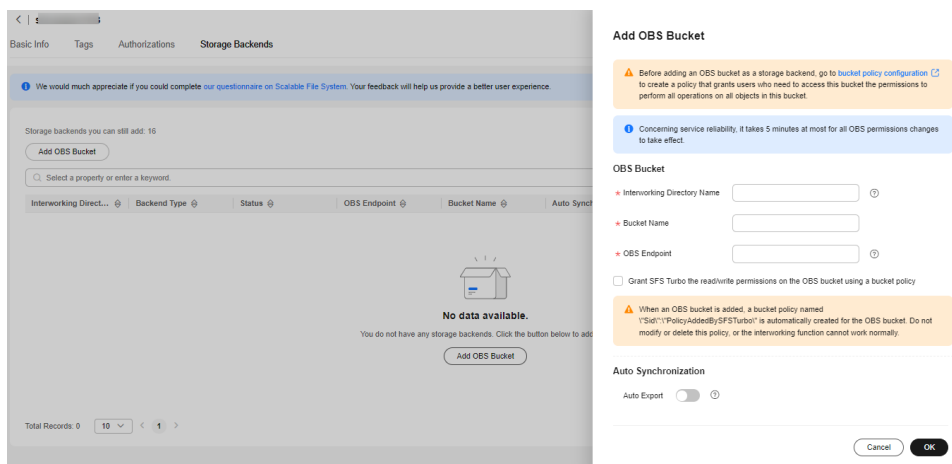 Basic Info Tags Authorizations Storage Backends
We would much appreciate if you could complete our questionnaire on Scalable File System. Your feedback will help us provide a better user experience.
Storage backends you can still add: 16
Add OBS Bucket
Select a property or enter a keyword.
Interworking Direct... Backend Type Status OBS Endpoint Bucket Name Auto Synch
No data available.
You do not have any storage backends. Click the button below to add
Add OBS Bucket
Total Records: 0 10 < 1 >
Add OBS Bucket
Before adding an OBS bucket as a storage backend, go to bucket policy configuration
to create a policy that grants users who need to access this bucket the permissions to
perform all operations on all objects in this bucket.
Concerning service reliability, it takes 5 minutes at most for all OBS permissions changes
to take effect.
OBS Bucket
* Interworking Directory Name
* Bucket Name
* OBS Endpoint
Grant SFS Turbo the read/write permissions on the OBS bucket using a bucket policy
When an OBS bucket is added, a bucket policy named
\"Sid\":\"PolicyAddedBySFSTurbo\" is automatically created for the OBS bucket. Do not
modify or delete this policy, or the interworking function cannot work normally.
Auto Synchronization
Auto Export
Cancel OK